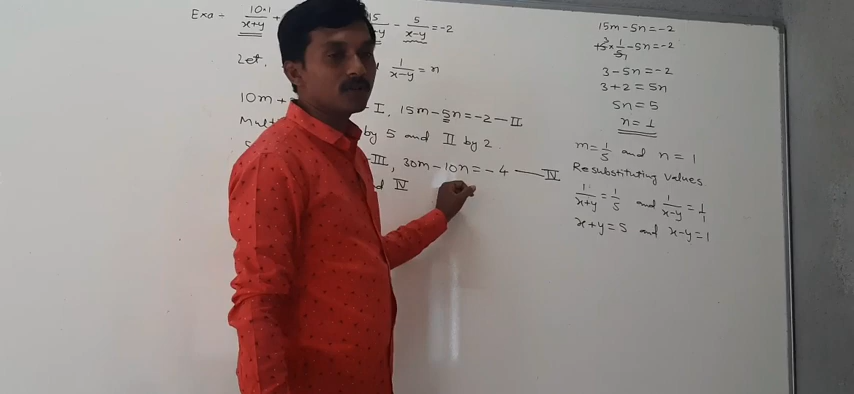 Exa - 10×1/x+y + 15/x+y - 5/x-y = -2
Let, 1/x-y = n
10m + - I, 15m - 5n = -2 - II
by 5 and II by 2.
- III, 30m - 10n = -4 - IV
IV
15m - 5n = -2
15 3 × 1/5 - 5n = -2
3 - 5n = -2
3 + 2 = 5n
5n = 5
n = 1
m = 1/5 and n = 1
Resubstituting values
1/x+y = 1/5 and 1/x-y = 1/1
x+y = 5 and x-y = 1